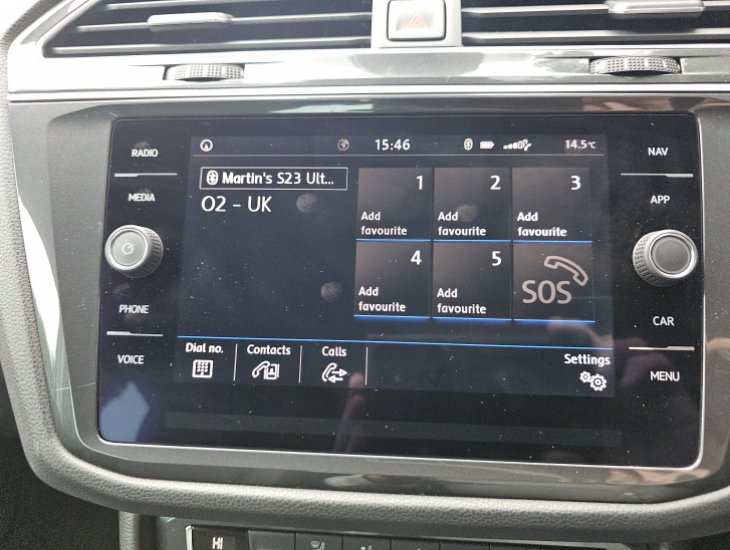 RADIO
MEDIA
PHONE
VOICE
15:46
14.5°C
Martin's S23 Ult...
O2 - UK
1
Add
favourite
2
Add
favourite
3
Add
favourite
4
Add
favourite
5
Add
favourite
SOS
Dial no.
Contacts
Calls
Settings
NAV
APP
CAR
MENU
HI